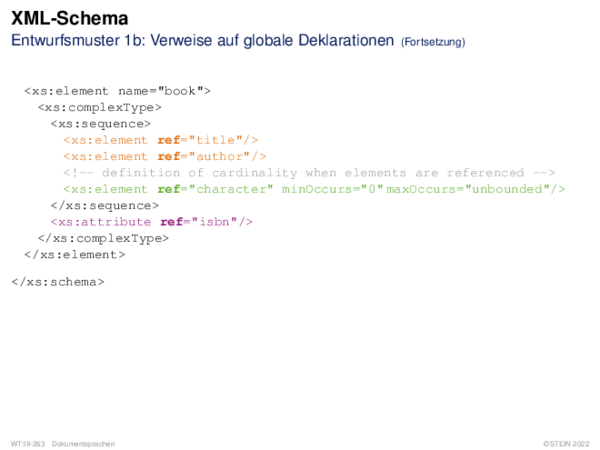 XML-Schema
Entwurfsmuster 1b: Verweise auf globale Deklarationen (Fortsetzung)
<xs:element name="book">
<xs:complexType>
<xs:sequence>
<xs:element ref="title"/>
<xs:element ref="author"/>
<!-- definition of cardinality when elements are referenced -->
<xs:element ref="character" minOccurs="0" maxOccurs="unbounded"/>
</xs:sequence>
<xs:attribute ref="isbn"/>
</xs:complexType>
</xs:element>
</xs:schema>
WT:III-263 Dokumentsprachen ©STEIN 2022